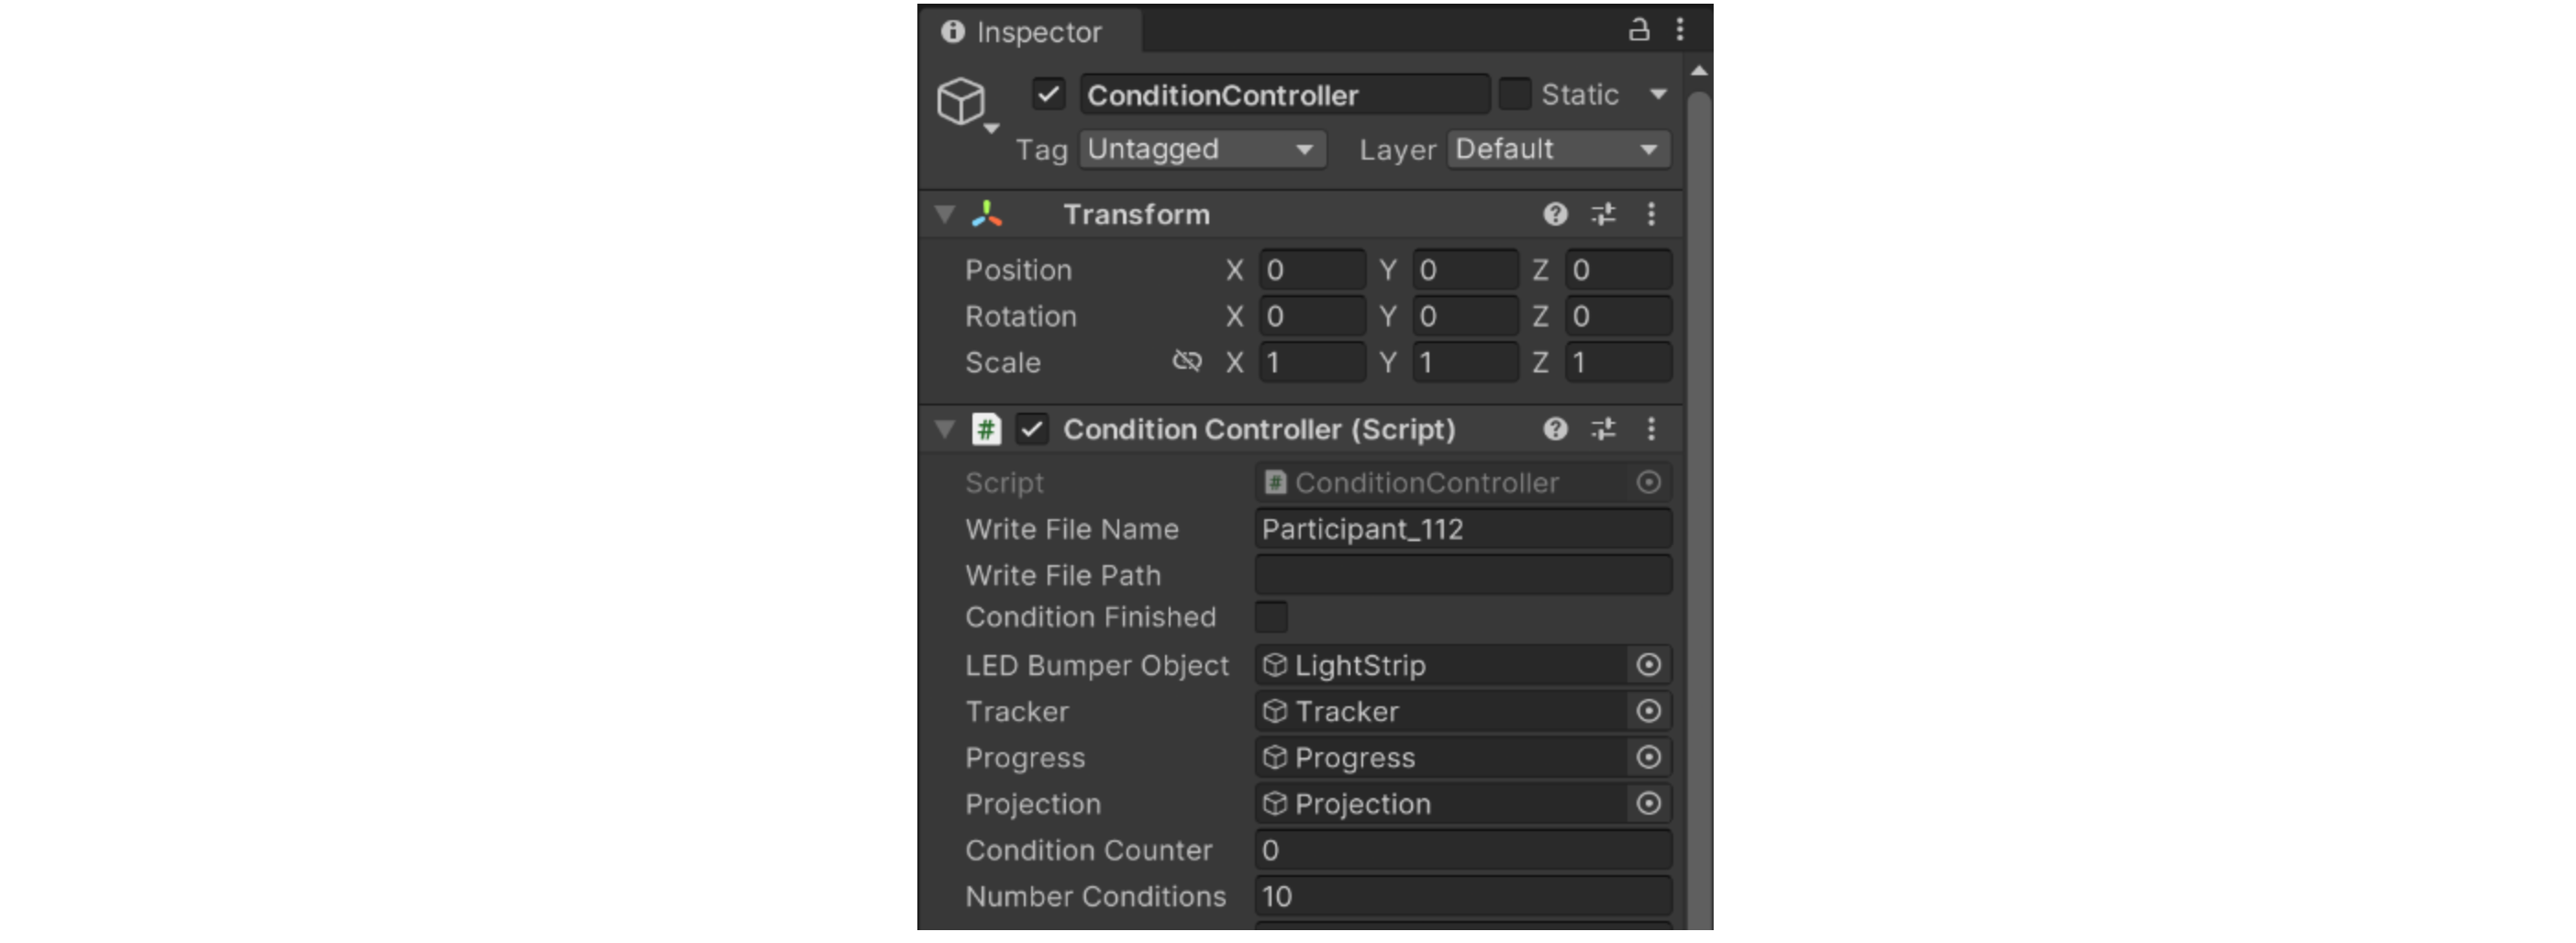 Inspector
ConditionController Static
Tag Untagged Layer Default
Transform
Position X 0 Y 0 Z 0
Rotation X 0 Y 0 Z 0
Scale X 1 Y 1 Z 1
# Condition Controller (Script)
Script # ConditionController
Write File Name Participant_112
Write File Path
Condition Finished
LED Bumper Object LightStrip
Tracker Tracker
Progress Progress
Projection Projection
Condition Counter 0
Number Conditions 10